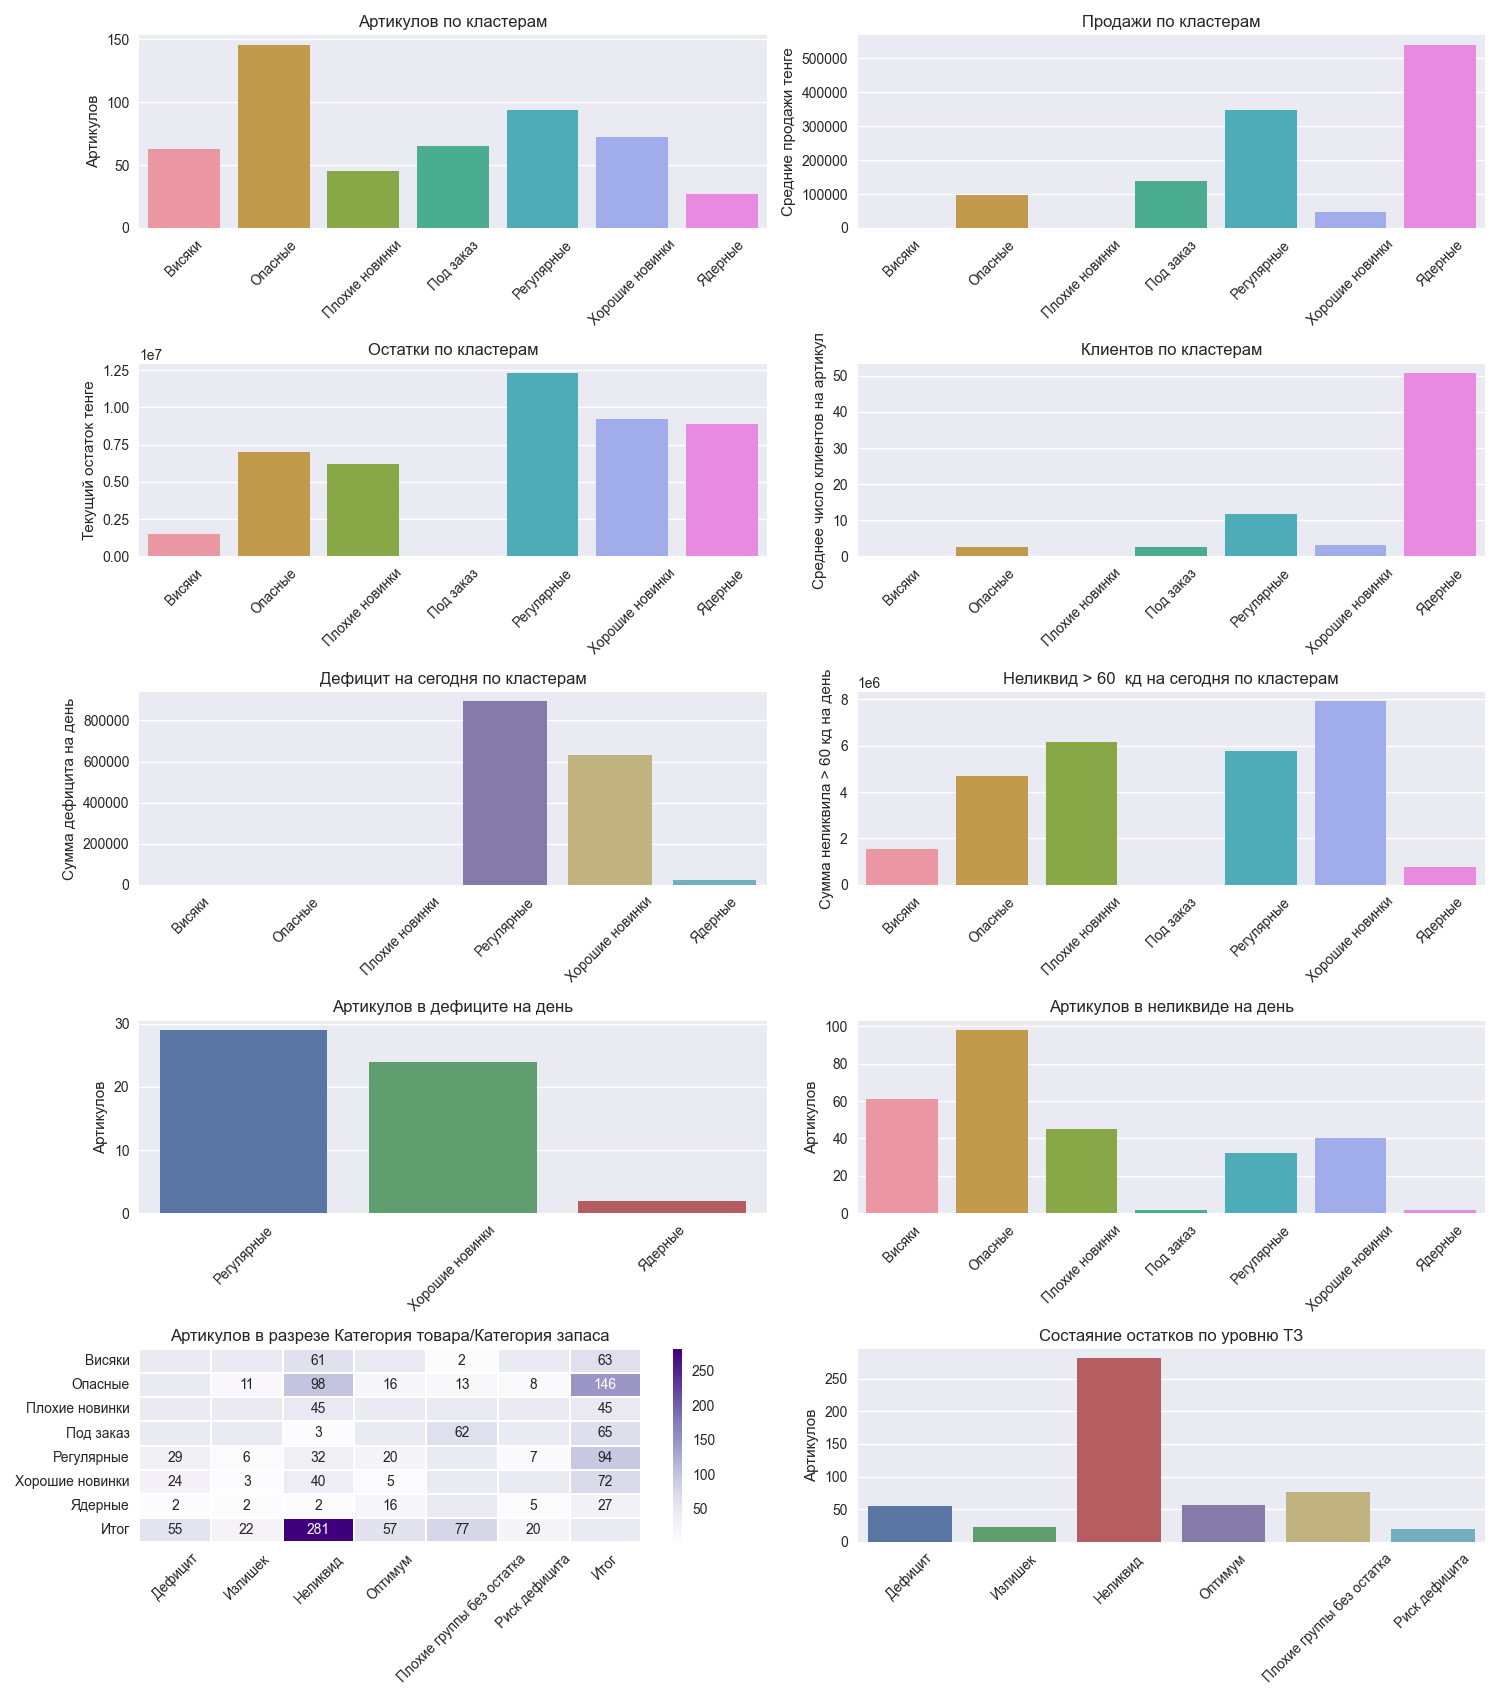 Артикулов по кластерам
Артикулов
150
100
50
0
Висяки
Опасные
Плохие новинки
Под заказ
Регулярные
Хорошие новинки
Ядерные
Продажи по кластерам
Средние продажи тенге
500000
400000
300000
200000
100000
0
Висяки
Опасные
Плохие новинки
Под заказ
Регулярные
Хорошие новинки
Ядерные
Остатки по кластерам
1e7
Текущий остаток тенге
1.25
1.00
0.75
0.50
0.25
0.00
Висяки
Опасные
Плохие новинки
Под заказ
Регулярные
Хорошие новинки
Ядерные
Клиентов по кластерам
Среднее число клиентов на артикул
50
40
30
20
10
0
Висяки
Опасные
Плохие новинки
Под заказ
Регулярные
Хорошие новинки
Ядерные
Дефицит на сегодня по кластерам
Сумма дефицита на день
800000
600000
400000
200000
0
Висяки
Опасные
Плохие новинки
Регулярные
Хорошие новинки
Ядерные
Неликвид > 60  кд на сегодня по кластерам
1e6
Сумма неликвила > 60 кд на день
8
6
4
2
0
Висяки
Опасные
Плохие новинки
Под заказ
Регулярные
Хорошие новинки
Ядерные
Артикулов в дефиците на день
Артикулов
30
20
10
0
Регулярные
Хорошие новинки
Ядерные
Артикулов в неликвиде на день
Артикулов
100
80
60
40
20
0
Висяки
Опасные
Плохие новинки
Под заказ
Регулярные
Хорошие новинки
Ядерные
Артикулов в разрезе Категория товара/Категория запаса
Висяки 61 2 63
Опасные 11 98 16 13 8 146
Плохие новинки 45 45
Под заказ 3 62 65
Регулярные 29 6 32 20 7 94
Хорошие новинки 24 3 40 5 72
Ядерные 2 2 2 16 5 27
Итог 55 22 281 57 77 20
Дефицит
Излишек
Неликвид
Оптимум
Плохие группы без остатка
Риск дефицита
Итог
250
200
150
100
50
Состаяние остатков по уровню ТЗ
Артикулов
250
200
150
100
50
0
Дефицит
Излишек
Неликвид
Оптимум
Плохие группы без остатка
Риск дефицита